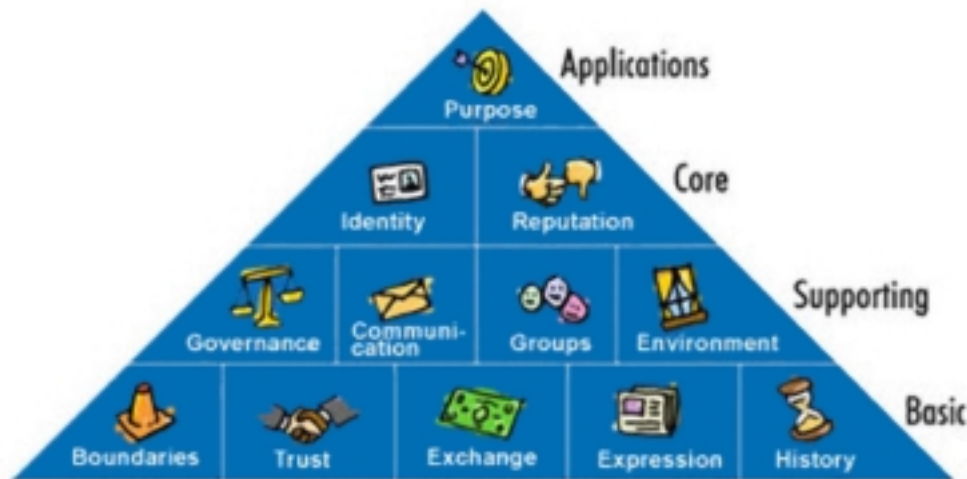 Applications
Purpose
Core
Identity Reputation
Supporting
Governance Communi-
cation Groups Environment
Basic
Boundaries Trust Exchange Expression History